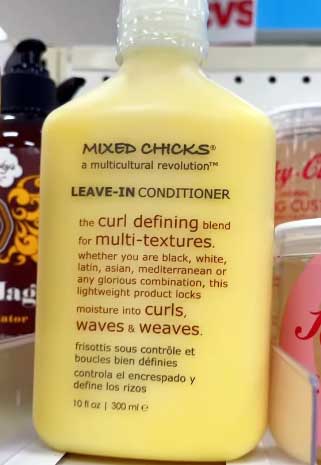 CVS
MIXED CHICKS®
a multicultural revolution™
LEAVE-IN CONDITIONER
the curl defining blend
for multi-textures.
whether you are black, white,
latin, asian, mediterranean or
any glorious combination, this
lightweight product locks
moisture into curls,
waves & weaves.
frisottis sous contrôle et
boucles bien définies
controla el encrespado y
define los rizos
10 fl oz | 300 ml ℮